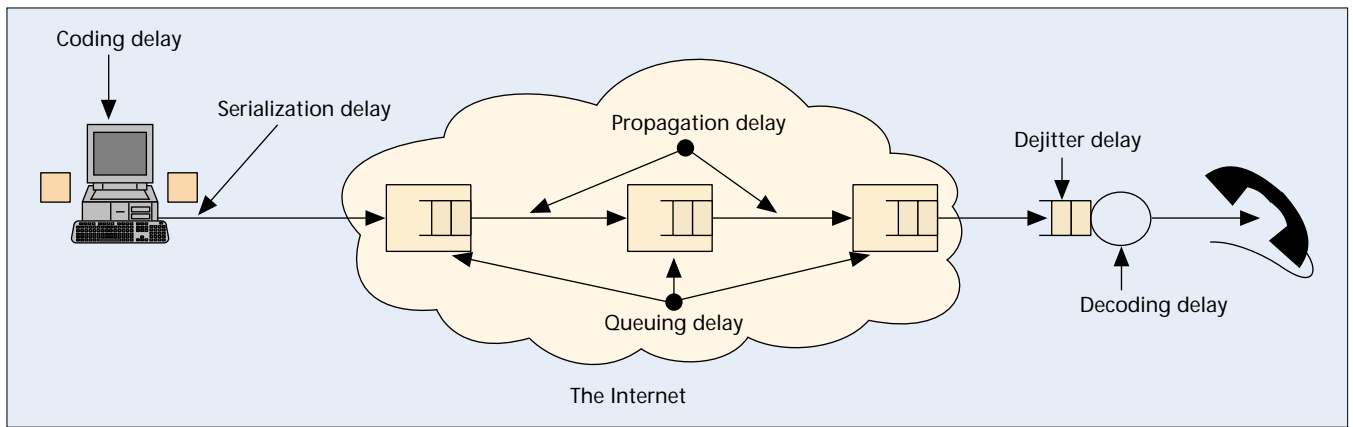 Coding delay
Serialization delay
Propagation delay
Dejitter delay
Queuing delay
Decoding delay
The Internet